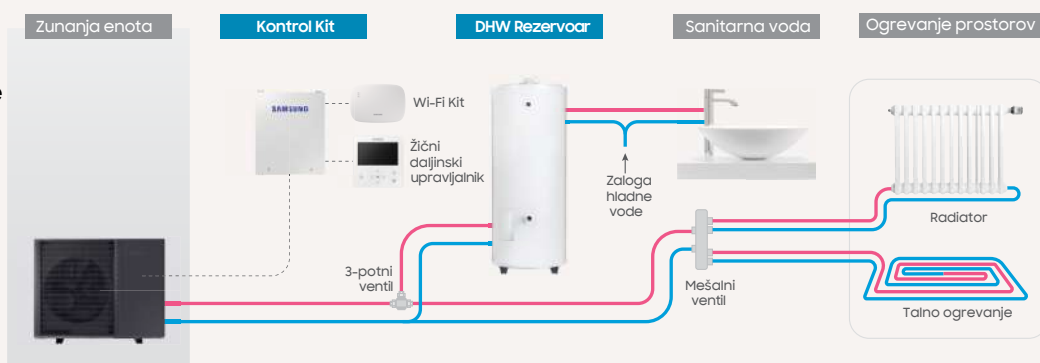 Zunanja enota
Kontrol Kit
DHW Rezervoar
Sanitarna voda
Ogrevanje prostorov
e
SAMSUNG
Wi-Fi Kit
Žični
daljinski
upravljalnik
Zaloga
hladne
vode
Radiator
3-potni
ventil
Mešalni
ventil
Talno ogrevanje